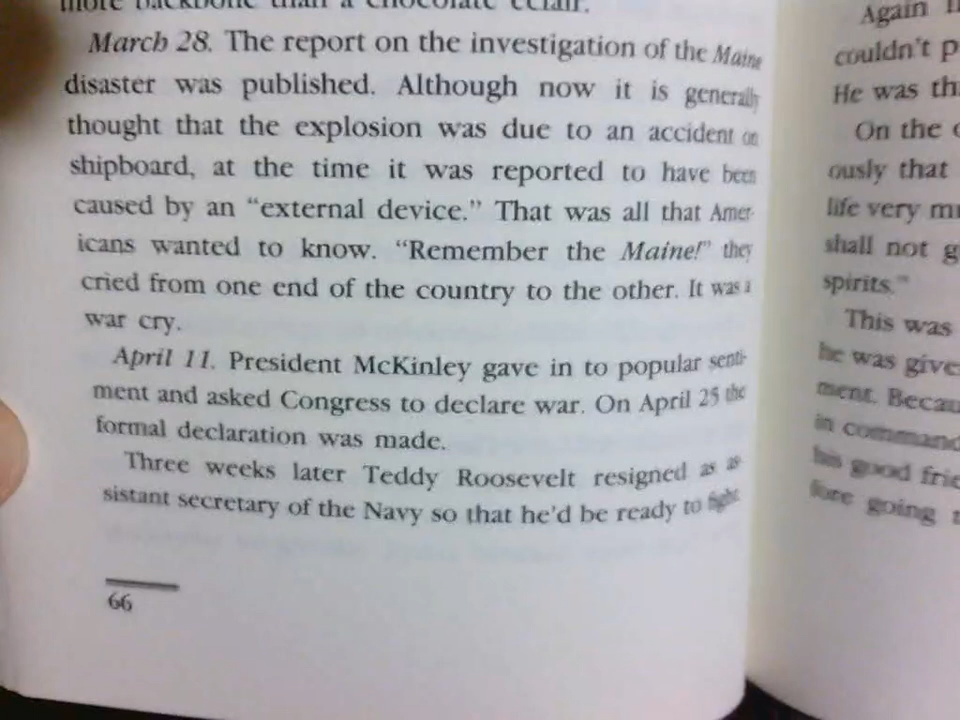 more backbone than a chocolate eclair.
March 28. The report on the investigation of the Maine
disaster was published. Although now it is generally
thought that the explosion was due to an accident on
shipboard, at the time it was reported to have been
caused by an "external device." That was all that Amer-
icans wanted to know. "Remember the Maine!" they
cried from one end of the country to the other. It was a
war cry.
April 11. President McKinley gave in to popular senti-
ment and asked Congress to declare war. On April 25 the
formal declaration was made.
Three weeks later Teddy Roosevelt resigned as as-
sistant secretary of the Navy so that he'd be ready to fight
66
Again
couldn't p
He was th
On the
ously that
life very m
shall not g
spirits."
This was
he was give
ment. Becau
in command
his good frie
fore going t